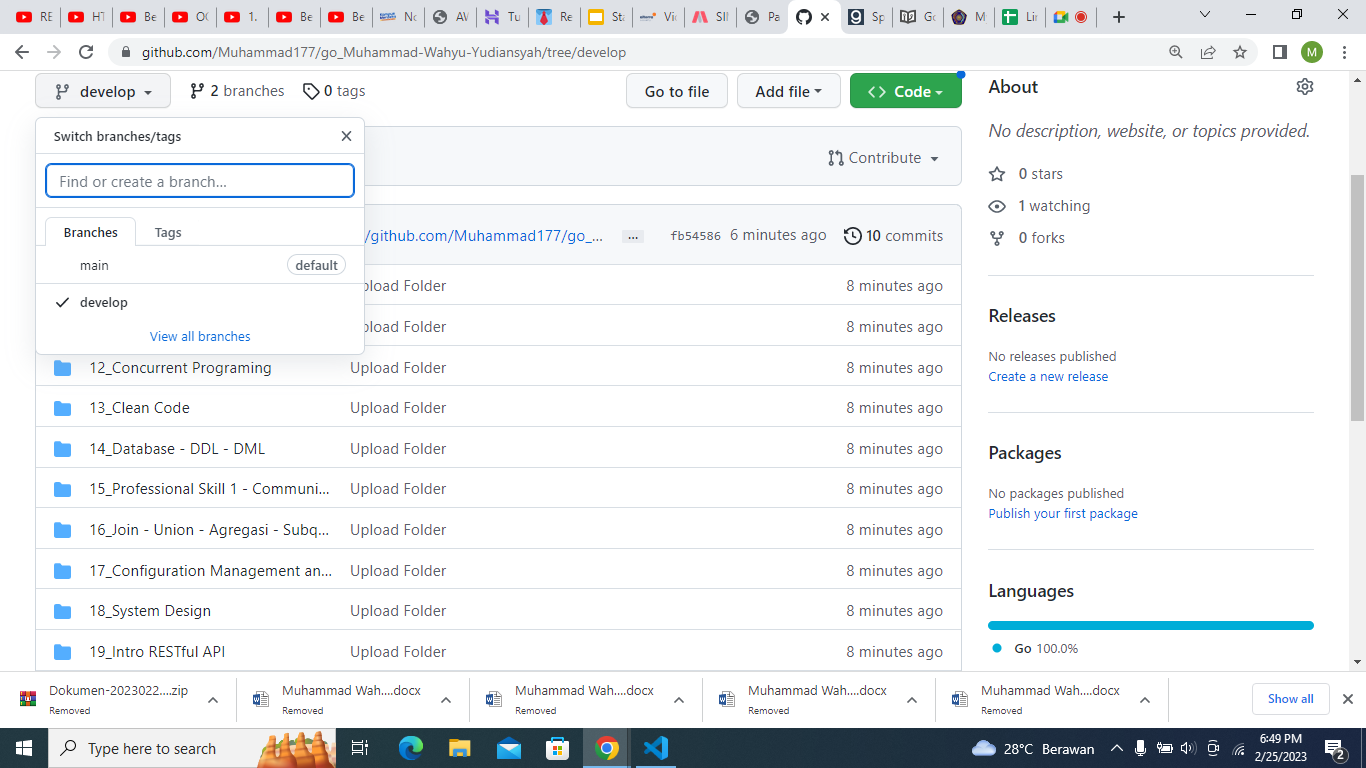 RE
HT
Be
OC
1.
Be
Be
No
AV
Tu
Re
Sta
Vid
SII
Pa
Sp
Go
M
Lin
github.com/Muhammad177/go_Muhammad-Wahyu-Yudiansyah/tree/develop
M
develop
2 branches
0 tags
Go to file
Add file
Code
About
Switch branches/tags
No description, website, or topics provided.
Find or create a branch...
Contribute
0 stars
1 watching
Branches
Tags
/github.com/Muhammad177/go_...
...
fb54586
6 minutes ago
10 commits
0 forks
main
default
pload Folder
8 minutes ago
develop
View all branches
pload Folder
8 minutes ago
12_Concurrent Programing
Upload Folder
8 minutes ago
13_Clean Code
Upload Folder
8 minutes ago
14_Database - DDL - DML
Upload Folder
8 minutes ago
15_Professional Skill 1 - Communi...
Upload Folder
8 minutes ago
16_Join - Union - Agregasi - Subq...
Upload Folder
8 minutes ago
17_Configuration Management an...
Upload Folder
8 minutes ago
18_System Design
Upload Folder
8 minutes ago
19_Intro RESTful API
Upload Folder
8 minutes ago
Releases
No releases published
Create a new release
Packages
No packages published
Publish your first package
Languages
Go 100.0%
Dokumen-2023022....zip
Removed
Muhammad Wah....docx
Removed
Muhammad Wah....docx
Removed
Muhammad Wah....docx
Removed
Muhammad Wah....docx
Removed
Show all
Type here to search
28°C Berawan
6:49 PM
2/25/2023
2